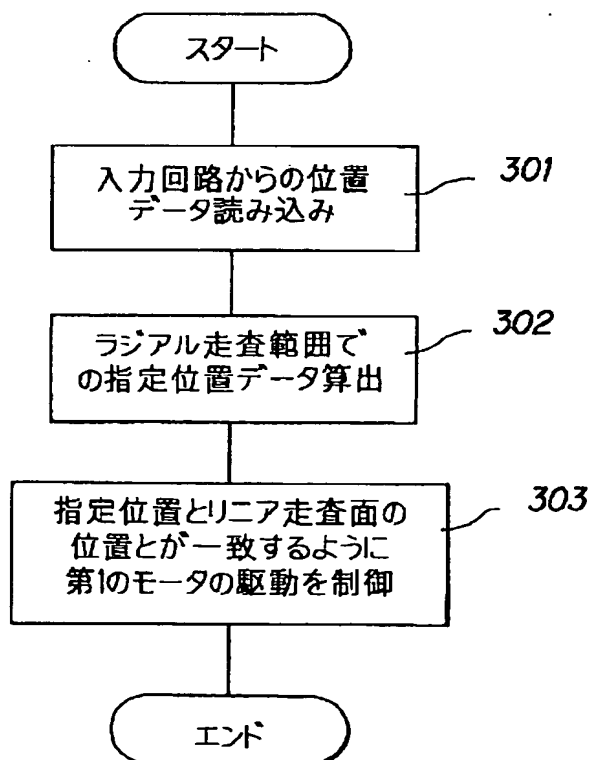 スタート
入力回路からの位置
データ読み込み
301
ラジアル走査範囲で
の指定位置データ算出
302
指定位置とリニア走査面の
位置とが一致するように
第1のモータの駆動を制御
303
エンド